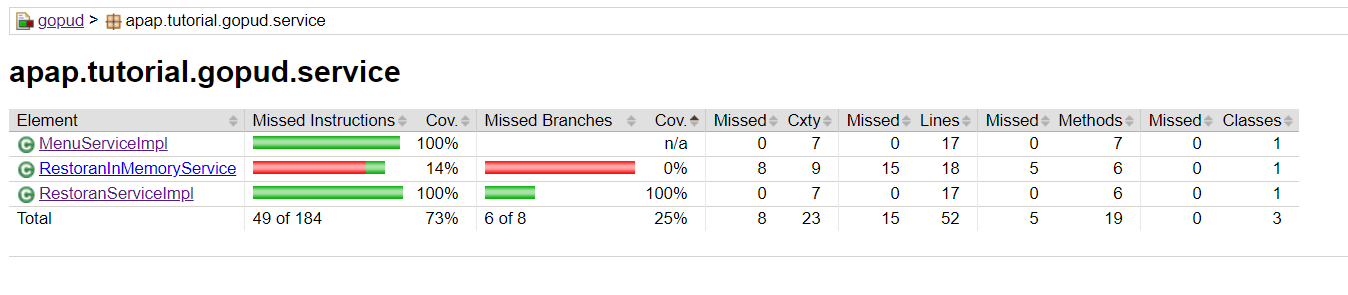 gopud > apap.tutorial.gopud.service
apap.tutorial.gopud.service
Element Missed Instructions Cov. Missed Branches Cov. Missed Cxty Missed Lines Missed Methods Missed Classes
MenuServiceImpl 100% n/a 0 7 0 17 0 7 0 1
RestoranInMemoryService 14% 0% 8 9 15 18 5 6 0 1
RestoranServiceImpl 100% 100% 0 7 0 17 0 6 0 1
Total 49 of 184 73% 6 of 8 25% 8 23 15 52 5 19 0 3